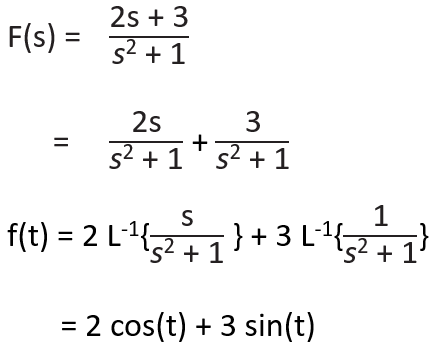 F(s) = (2s + 3)/(s² + 1)
= 2s/(s² + 1) + 3/(s² + 1)
f(t) = 2 L⁻¹{s/(s² + 1)} + 3 L⁻¹{1/(s² + 1)}
= 2 cos(t) + 3 sin(t)